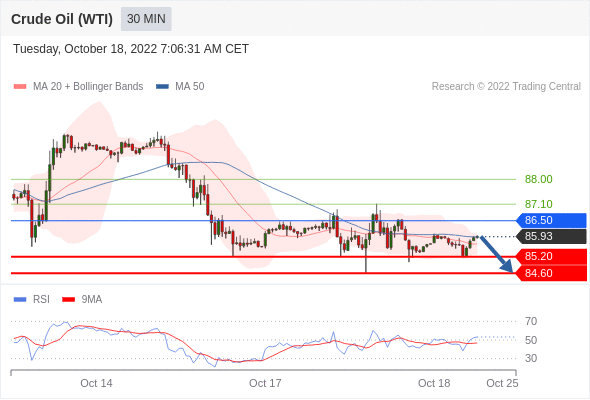 Crude Oil (WTI) 30 MIN
Tuesday, October 18, 2022 7:06:31 AM CET
MA 20 + Bollinger Bands MA 50 Research © 2022 Trading Central
88.00
87.10
86.50
85.93
85.20
84.60
RSI 9MA
70
50
30
Oct 14 Oct 17 Oct 18 Oct 25